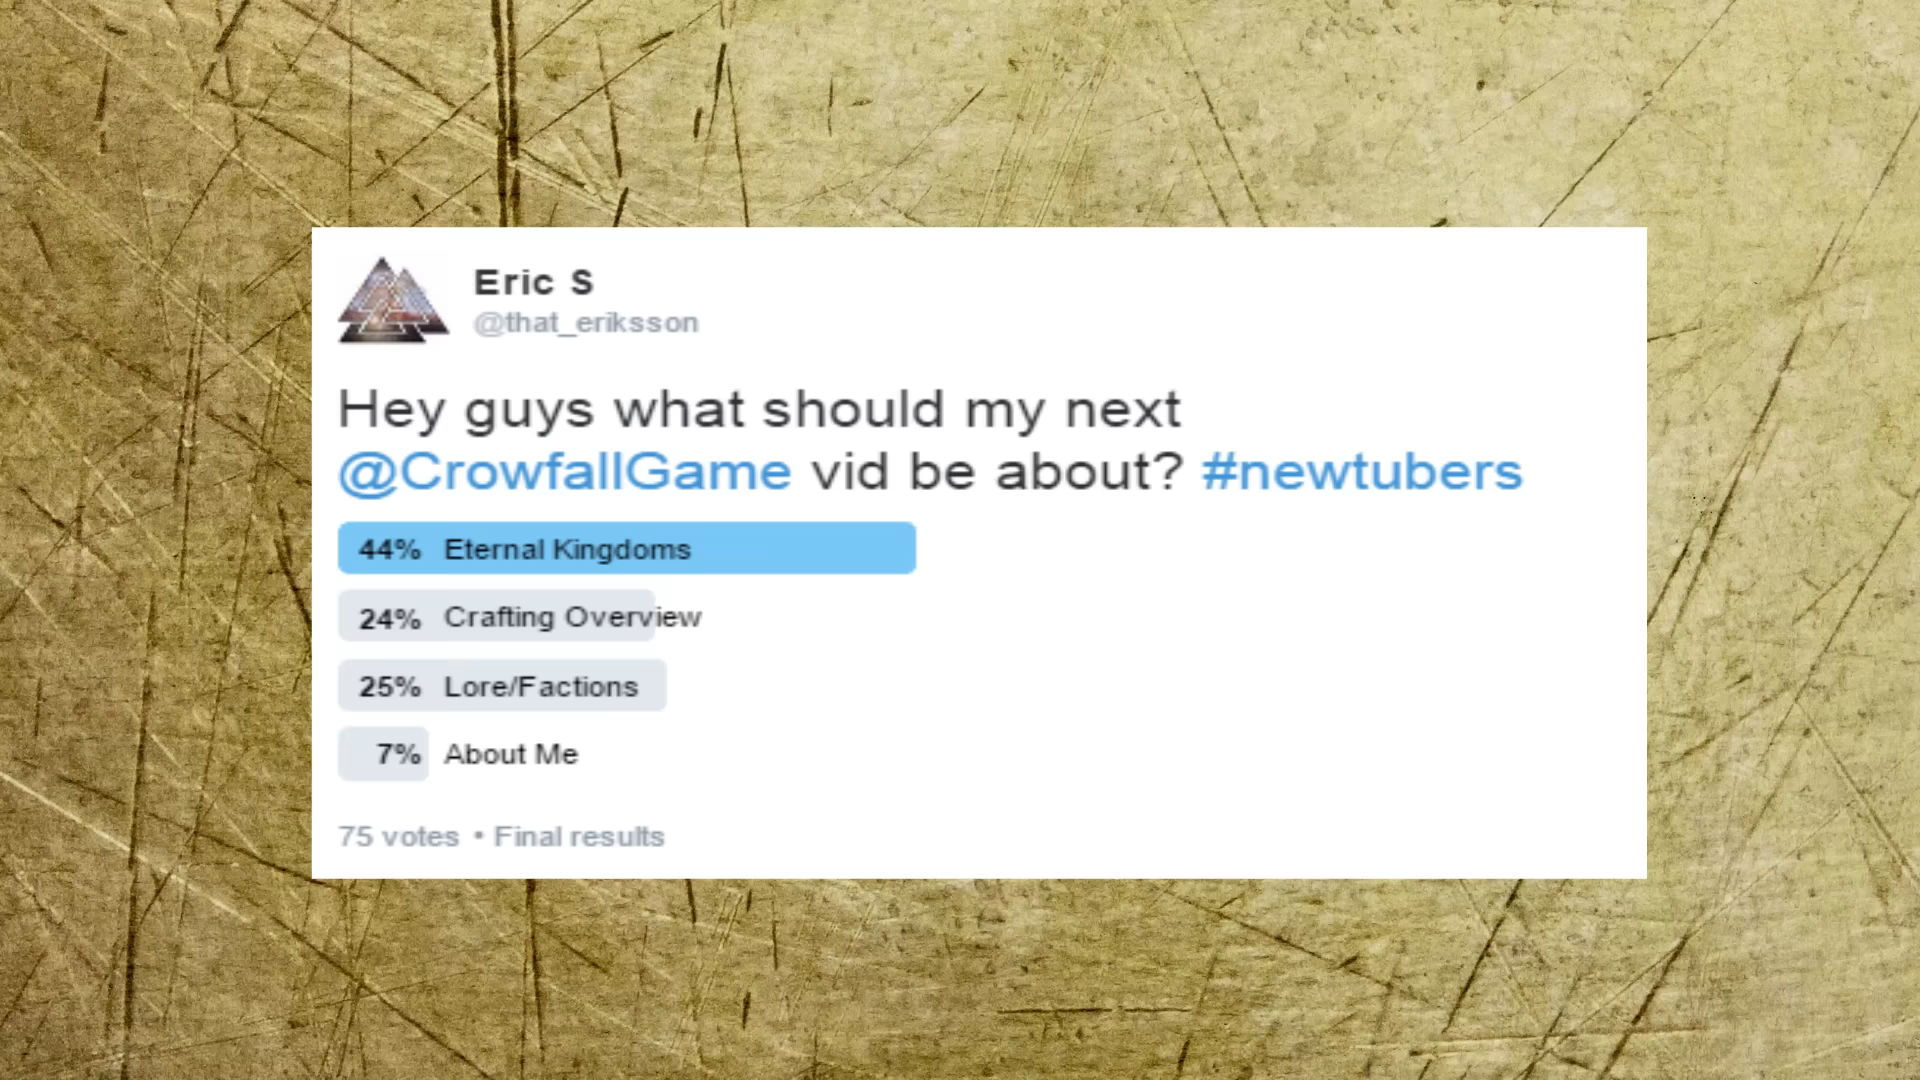 Eric S
@that_eriksson
Hey guys what should my next
@CrowfallGame vid be about? #newtubers
44% Eternal Kingdoms
24% Crafting Overview
25% Lore/Factions
7% About Me
75 votes • Final results